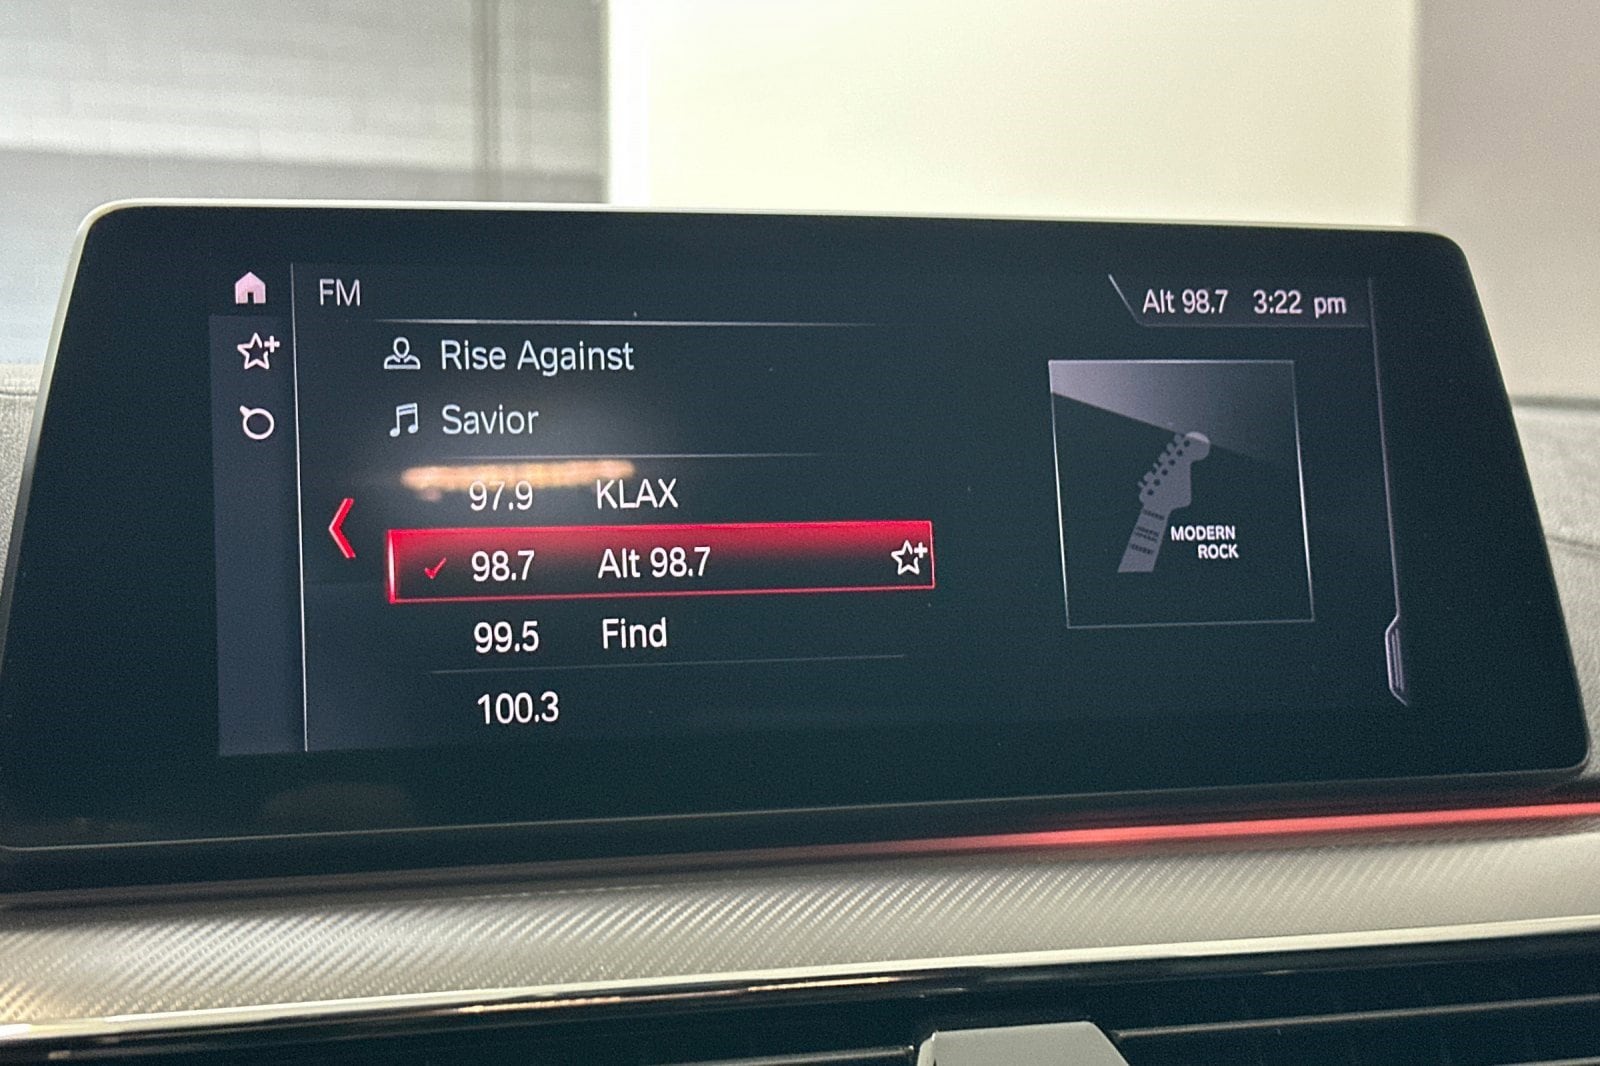 FM
Alt 98.7 3:22 pm
Rise Against
Savior
97.9 KLAX
98.7 Alt 98.7
99.5 Find
100.3
MODERN
ROCK